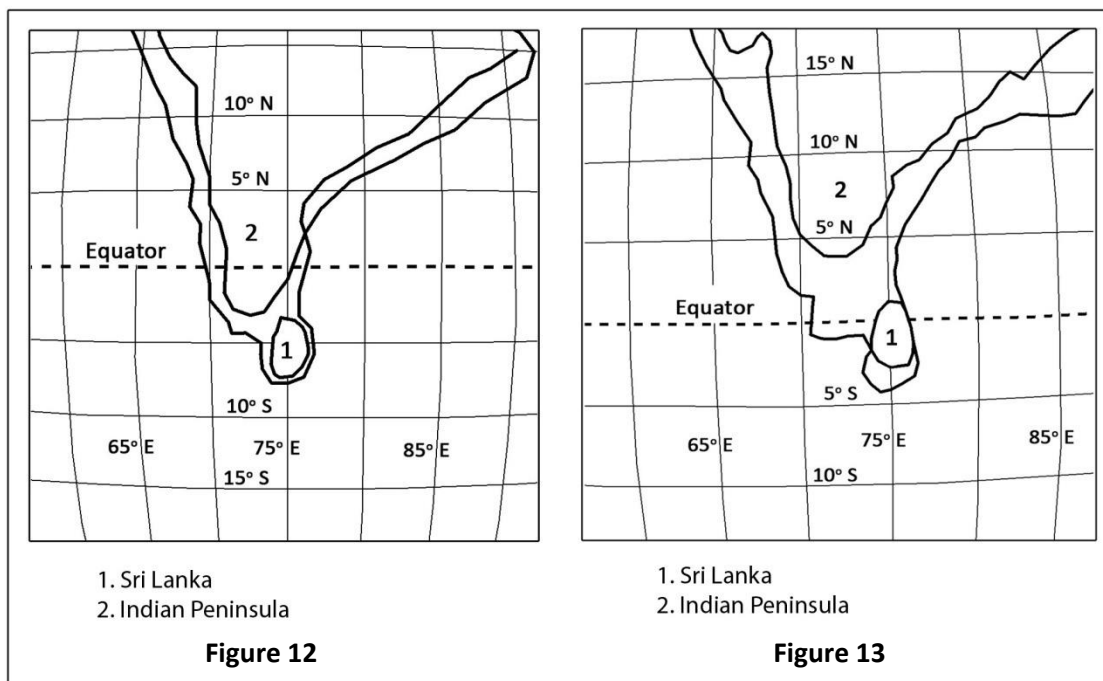 10° N
5° N
2
Equator
1
10° S
65° E
75° E
85° E
15° S
1. Sri Lanka
2. Indian Peninsula
Figure 12
15° N
10° N
2
5° N
Equator
1
5° S
65° E
75° E
85° E
10° S
1. Sri Lanka
2. Indian Peninsula
Figure 13